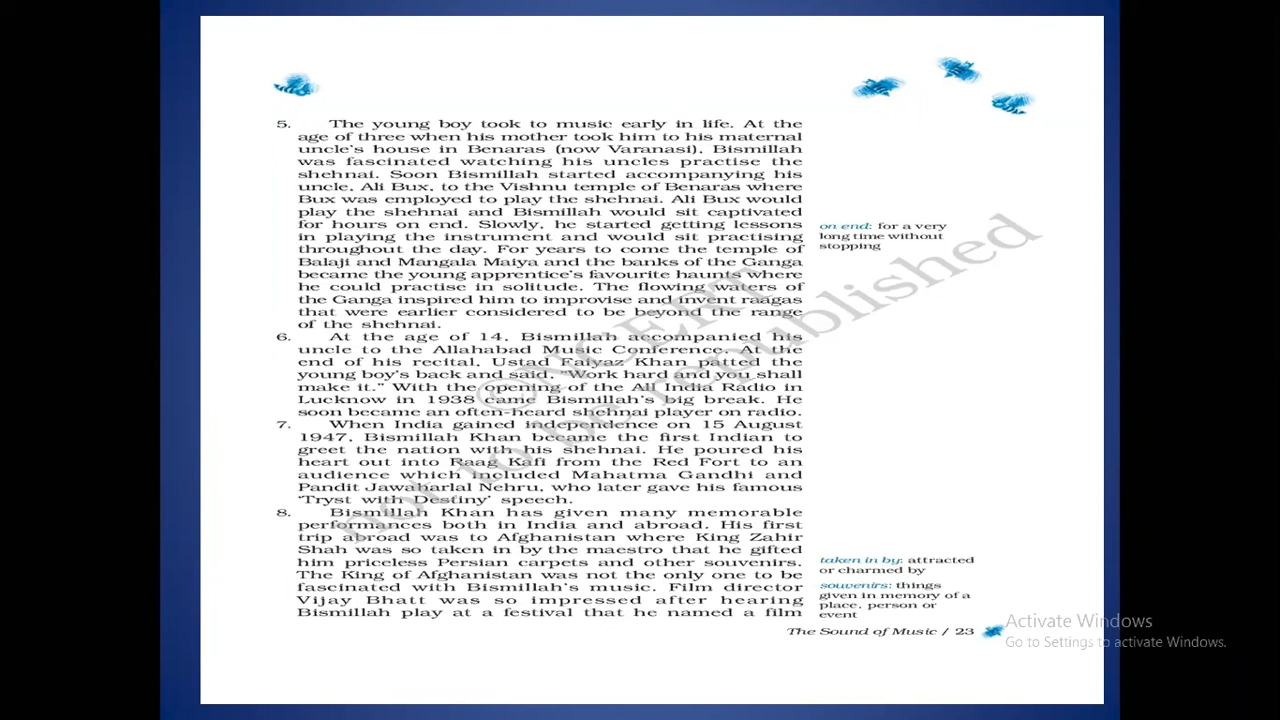 5. The young boy took to music early in life. At the
age of three when his mother took him to his maternal
uncle's house in Benaras (now Varanasi), Bismillah
was fascinated watching his uncles practise the
shehnai. Soon Bismillah started accompanying his
uncle, Ali Bux, to the Vishnu temple of Benaras where
Bux was employed to play the shehnai. Ali Bux would
play the shehnai and Bismillah would sit captivated
for hours on end. Slowly, he started getting lessons
in playing the instrument and would sit practising
throughout the day. For years to come the temple of
Balaji and Mangala Maiya and the banks of the Ganga
became the young apprentice's favourite haunts where
he could practise in solitude. The flowing waters of
the Ganga inspired him to improvise and invent raagas
that were earlier considered to be beyond the range
of the shehnai.
on end: for a very
long time without
stopping
6. At the age of 14, Bismillah accompanied his
uncle to the Allahabad Music Conference. At the
end of his recital, Ustad Faiyaz Khan patted the
young boy's back and said, "Work hard and you shall
make it." With the opening of the All India Radio in
Lucknow in 1938 came Bismillah's big break. He
soon became an often-heard shehnai player on radio.
7. When India gained independence on 15 August
1947, Bismillah Khan became the first Indian to
greet the nation with his shehnai. He poured his
heart out into Raag Kafi from the Red Fort to an
audience which included Mahatma Gandhi and
Pandit Jawaharlal Nehru, who later gave his famous
'Tryst with Destiny' speech.
8. Bismillah Khan has given many memorable
performances both in India and abroad. His first
trip abroad was to Afghanistan where King Zahir
Shah was so taken in by the maestro that he gifted
him priceless Persian carpets and other souvenirs.
The King of Afghanistan was not the only one to be
fascinated with Bismillah's music. Film director
Vijay Bhatt was so impressed after hearing
Bismillah play at a festival that he named a film
taken in by: attracted
or charmed by
souvenirs: things
given in memory of a
place, person or
event
The Sound of Music / 23
© NCERT
not to be republished
Activate Windows
Go to Settings to activate Windows.